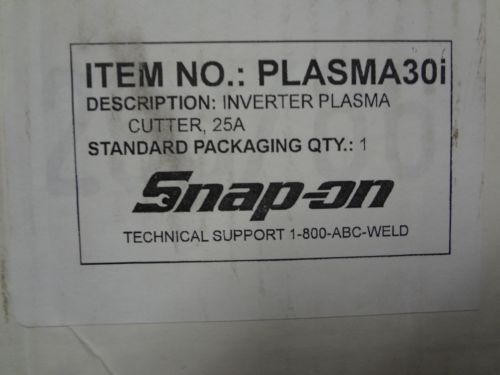 ITEM NO.: PLASMA30i
DESCRIPTION: INVERTER PLASMA
CUTTER, 25A
STANDARD PACKAGING QTY.: 1
Snap-on
TECHNICAL SUPPORT 1-800-ABC-WELD